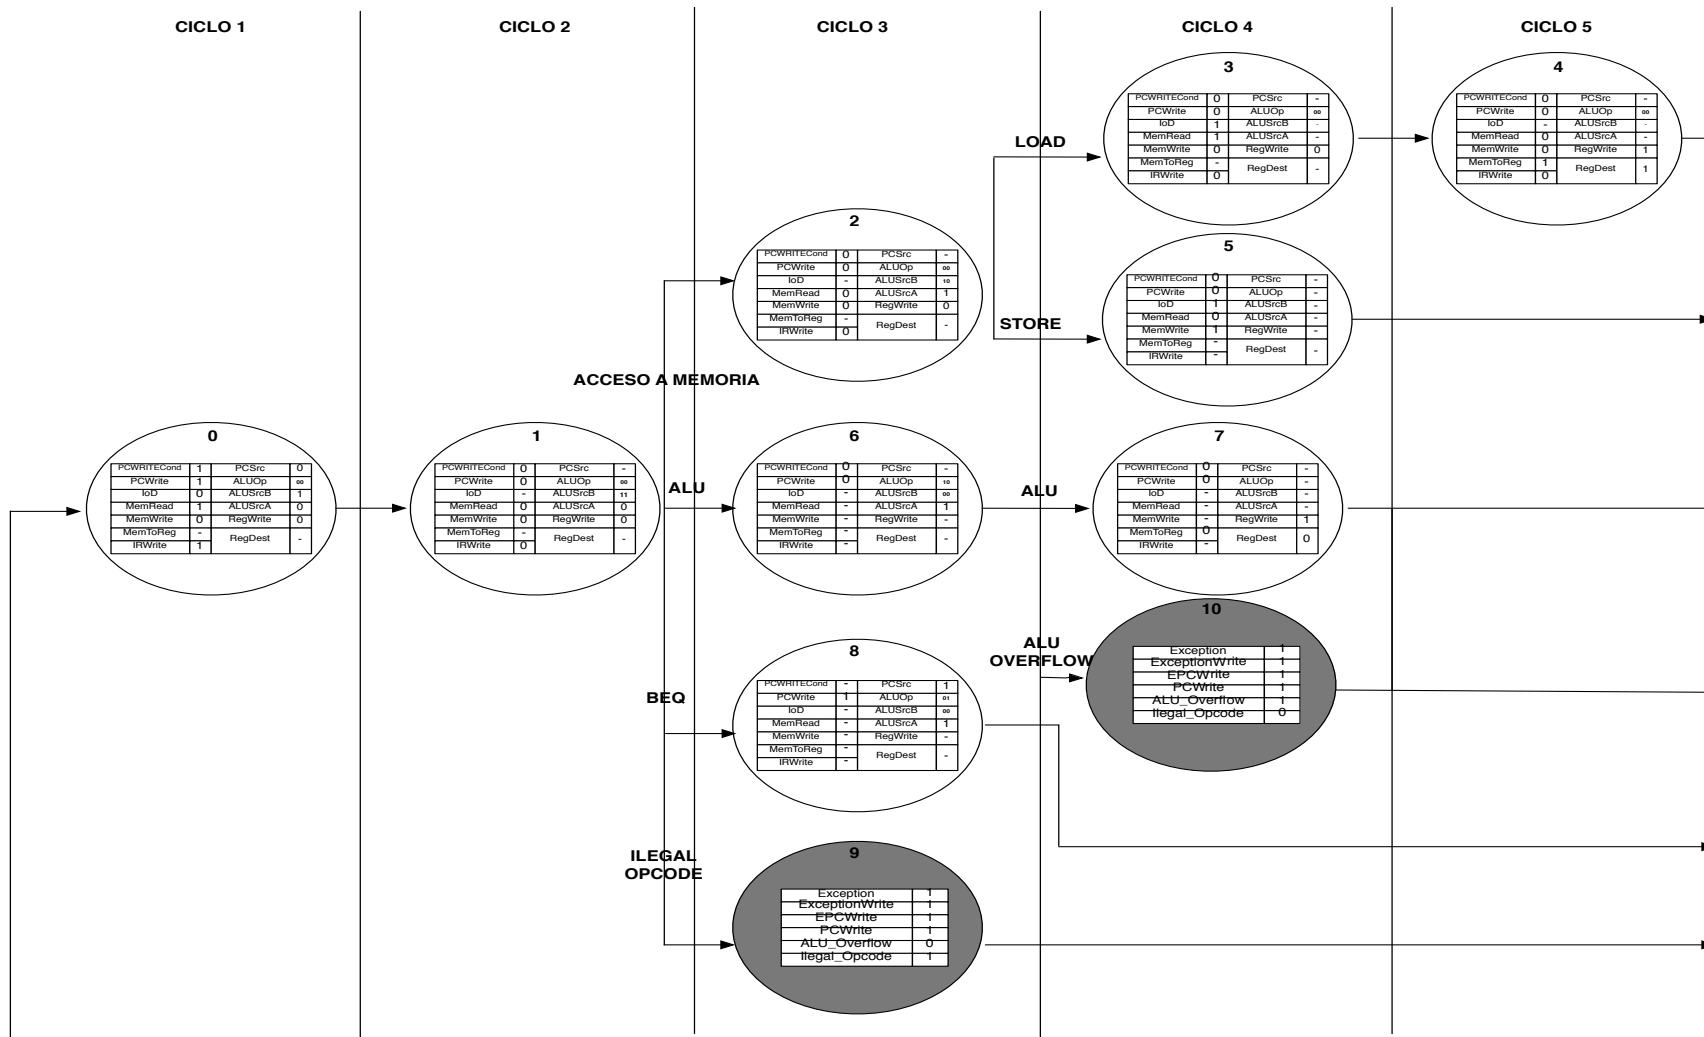 CICLO 1 CICLO 2 CICLO 3 CICLO 4 CICLO 5
3
PCWRITECond 0 PCSrc -
PCWrite 0 ALUOp 00
IoD 1 ALUSrcB -
MemRead 1 ALUSrcA -
MemWrite 0 RegWrite 0
MemToReg - RegDest -
IRWrite 0
4
PCWRITECond 0 PCSrc -
PCWrite 0 ALUOp 00
IoD - ALUSrcB -
MemRead 0 ALUSrcA -
MemWrite 0 RegWrite 1
MemToReg 1 RegDest 1
IRWrite 0
LOAD
2
PCWRITECond 0 PCSrc -
PCWrite 0 ALUOp 00
IoD - ALUSrcB 10
MemRead 0 ALUSrcA 1
MemWrite 0 RegWrite 0
MemToReg - RegDest -
IRWrite 0
5
PCWRITECond 0 PCSrc -
PCWrite 0 ALUOp -
IoD 1 ALUSrcB -
MemRead 0 ALUSrcA -
MemWrite 1 RegWrite -
MemToReg - RegDest -
IRWrite -
STORE
ACCESO A MEMORIA
0
PCWRITECond 1 PCSrc 0
PCWrite 1 ALUOp 00
IoD 0 ALUSrcB 1
MemRead 1 ALUSrcA 0
MemWrite 0 RegWrite 0
MemToReg - RegDest -
IRWrite 1
1
PCWRITECond 0 PCSrc -
PCWrite 0 ALUOp 00
IoD - ALUSrcB 11
MemRead 0 ALUSrcA 0
MemWrite 0 RegWrite 0
MemToReg - RegDest -
IRWrite 0
ALU
6
PCWRITECond 0 PCSrc -
PCWrite 0 ALUOp 10
IoD - ALUSrcB 00
MemRead - ALUSrcA 1
MemWrite - RegWrite -
MemToReg - RegDest -
IRWrite -
ALU
7
PCWRITECond 0 PCSrc -
PCWrite 0 ALUOp -
IoD - ALUSrcB -
MemRead - ALUSrcA -
MemWrite - RegWrite 1
MemToReg 0 RegDest 0
IRWrite -
BEQ
8
PCWRITECond - PCSrc 1
PCWrite 1 ALUOp 01
IoD - ALUSrcB 00
MemRead - ALUSrcA 1
MemWrite - RegWrite -
MemToReg - RegDest -
IRWrite -
ALU
OVERFLOW
10
Exception 1
ExceptionWrite 1
EPCWrite 1
PCWrite 1
ALU_Overflow 1
Ilegal_Opcode 0
ILEGAL
OPCODE
9
Exception 1
ExceptionWrite 1
EPCWrite 1
PCWrite 1
ALU_Overflow 0
Ilegal_Opcode 1